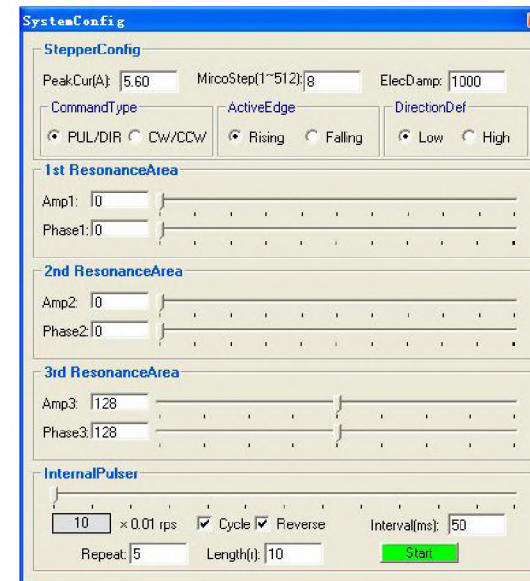 SystemConfig
StepperConfig
PeakCur(A): 5.60 MircoStep(1~512): 8 ElecDamp: 1000
CommandType ActiveEdge DirectionDef
PUL/DIR CW/CCW Rising Falling Low High
1st ResonanceArea
Amp1: 0
Phase1: 0
2nd ResonanceArea
Amp2: 0
Phase2: 0
3rd ResonanceArea
Amp3: 128
Phase3: 128
InternalPulser
10 × 0.01 rps Cycle Reverse Interval(ms): 50
Repeat: 5 Length(r): 10 Start